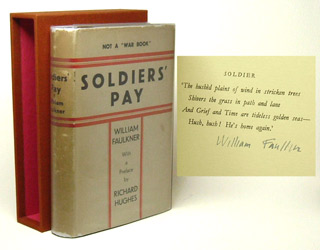 NOT A "WAR BOOK"
SOLDIERS'
PAY
WILLIAM
FAULKNER
With
a
Preface
by
RICHARD
HUGHES
Soldiers'
Pay
William
Faulkner
SOLDIER
"The hushèd plaint of wind in stricken trees
Shivers the grass in path and lane
And Grief and Time are tideless golden seas—
Hush, hush! He's home again."
William Faulkner